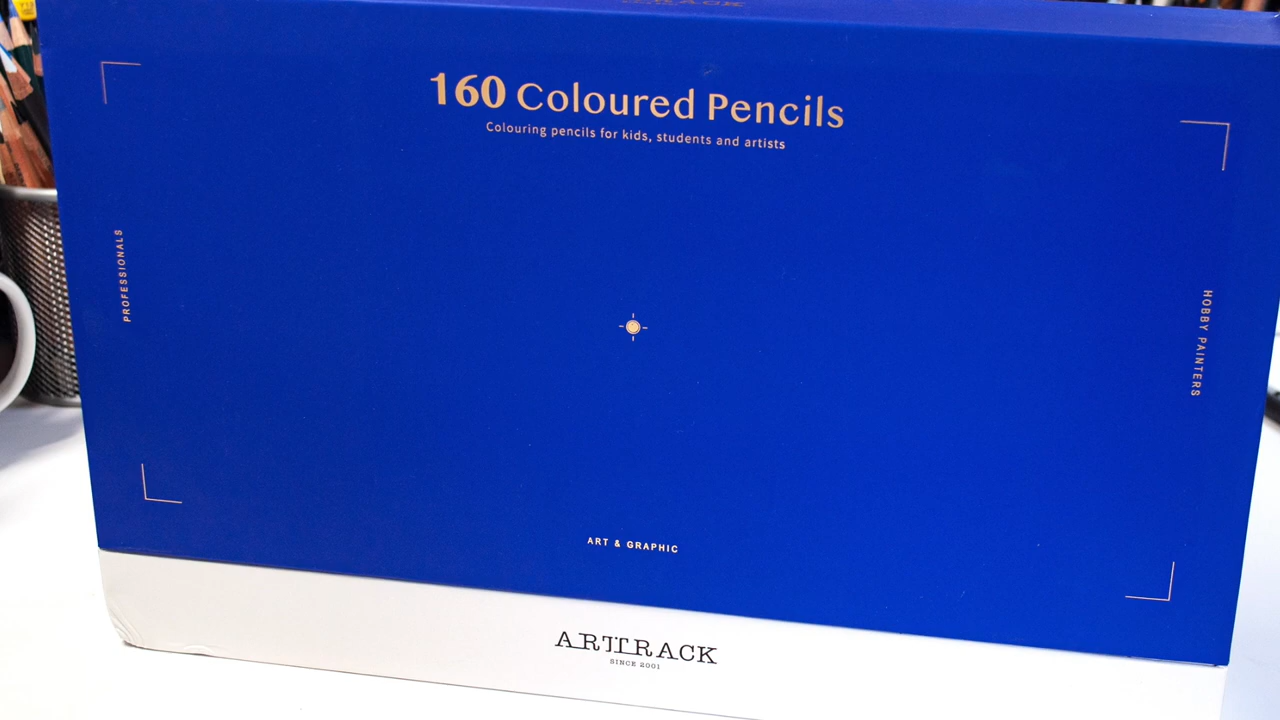 160 Coloured Pencils
Colouring pencils for kids, students and artists
PROFESSIONALS
HOBBY PAINTERS
ART & GRAPHIC
ARTTRACK
SINCE 2001